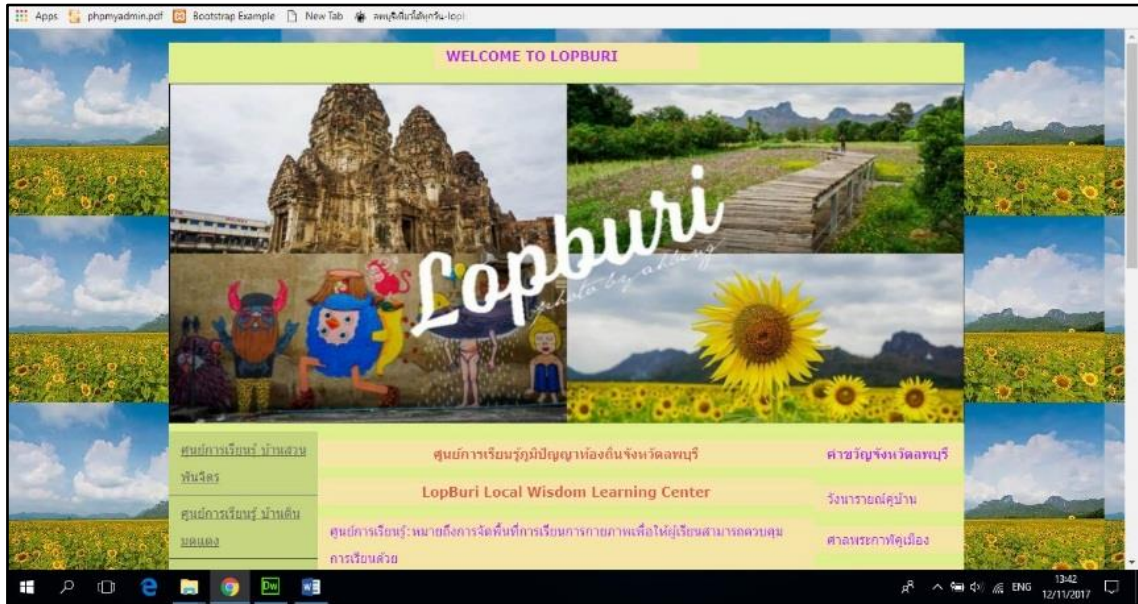 Apps
phpmyadmin.pdf
Bootstrap Example
New Tab
WELCOME TO LOPBURI
Lopburi
photo by
ศูนย์การเรียนรู้ บ้านสวน
พันจิตร
ศูนย์การเรียนรู้ บ้านดิน
มดแดง
ศูนย์การเรียนรู้ภูมิปัญญาท้องถิ่นจังหวัดลพบุรี
LopBuri Local Wisdom Learning Center
ศูนย์การเรียนรู้:หมายถึงการจัดพื้นที่การเรียนการกายภาพเพื่อให้ผู้เรียนสามารถควบคุม
การเรียนด้วย
คำขวัญจังหวัดลพบุรี
วังนารายณ์คู่บ้าน
ศาลพระกาฬคู่เมือง
Dw
ENG
13:42
12/11/2017